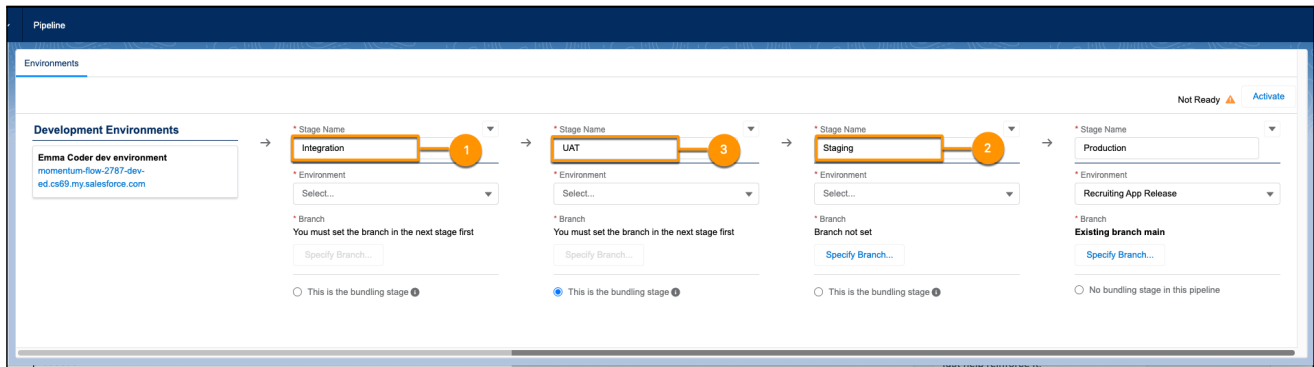 Pipeline
Environments
Not Ready
Activate
Development Environments
Emma Coder dev environment
momentum-flow-2787-dev-
ed.cs69.my.salesforce.com
* Stage Name
Integration
1
* Environment
Select...
* Branch
You must set the branch in the next stage first
Specify Branch...
This is the bundling stage
* Stage Name
UAT
3
* Environment
Select...
* Branch
You must set the branch in the next stage first
Specify Branch...
This is the bundling stage
* Stage Name
Staging
2
* Environment
Select...
* Branch
Branch not set
Specify Branch...
This is the bundling stage
* Stage Name
Production
* Environment
Recruiting App Release
* Branch
Existing branch main
Specify Branch...
No bundling stage in this pipeline